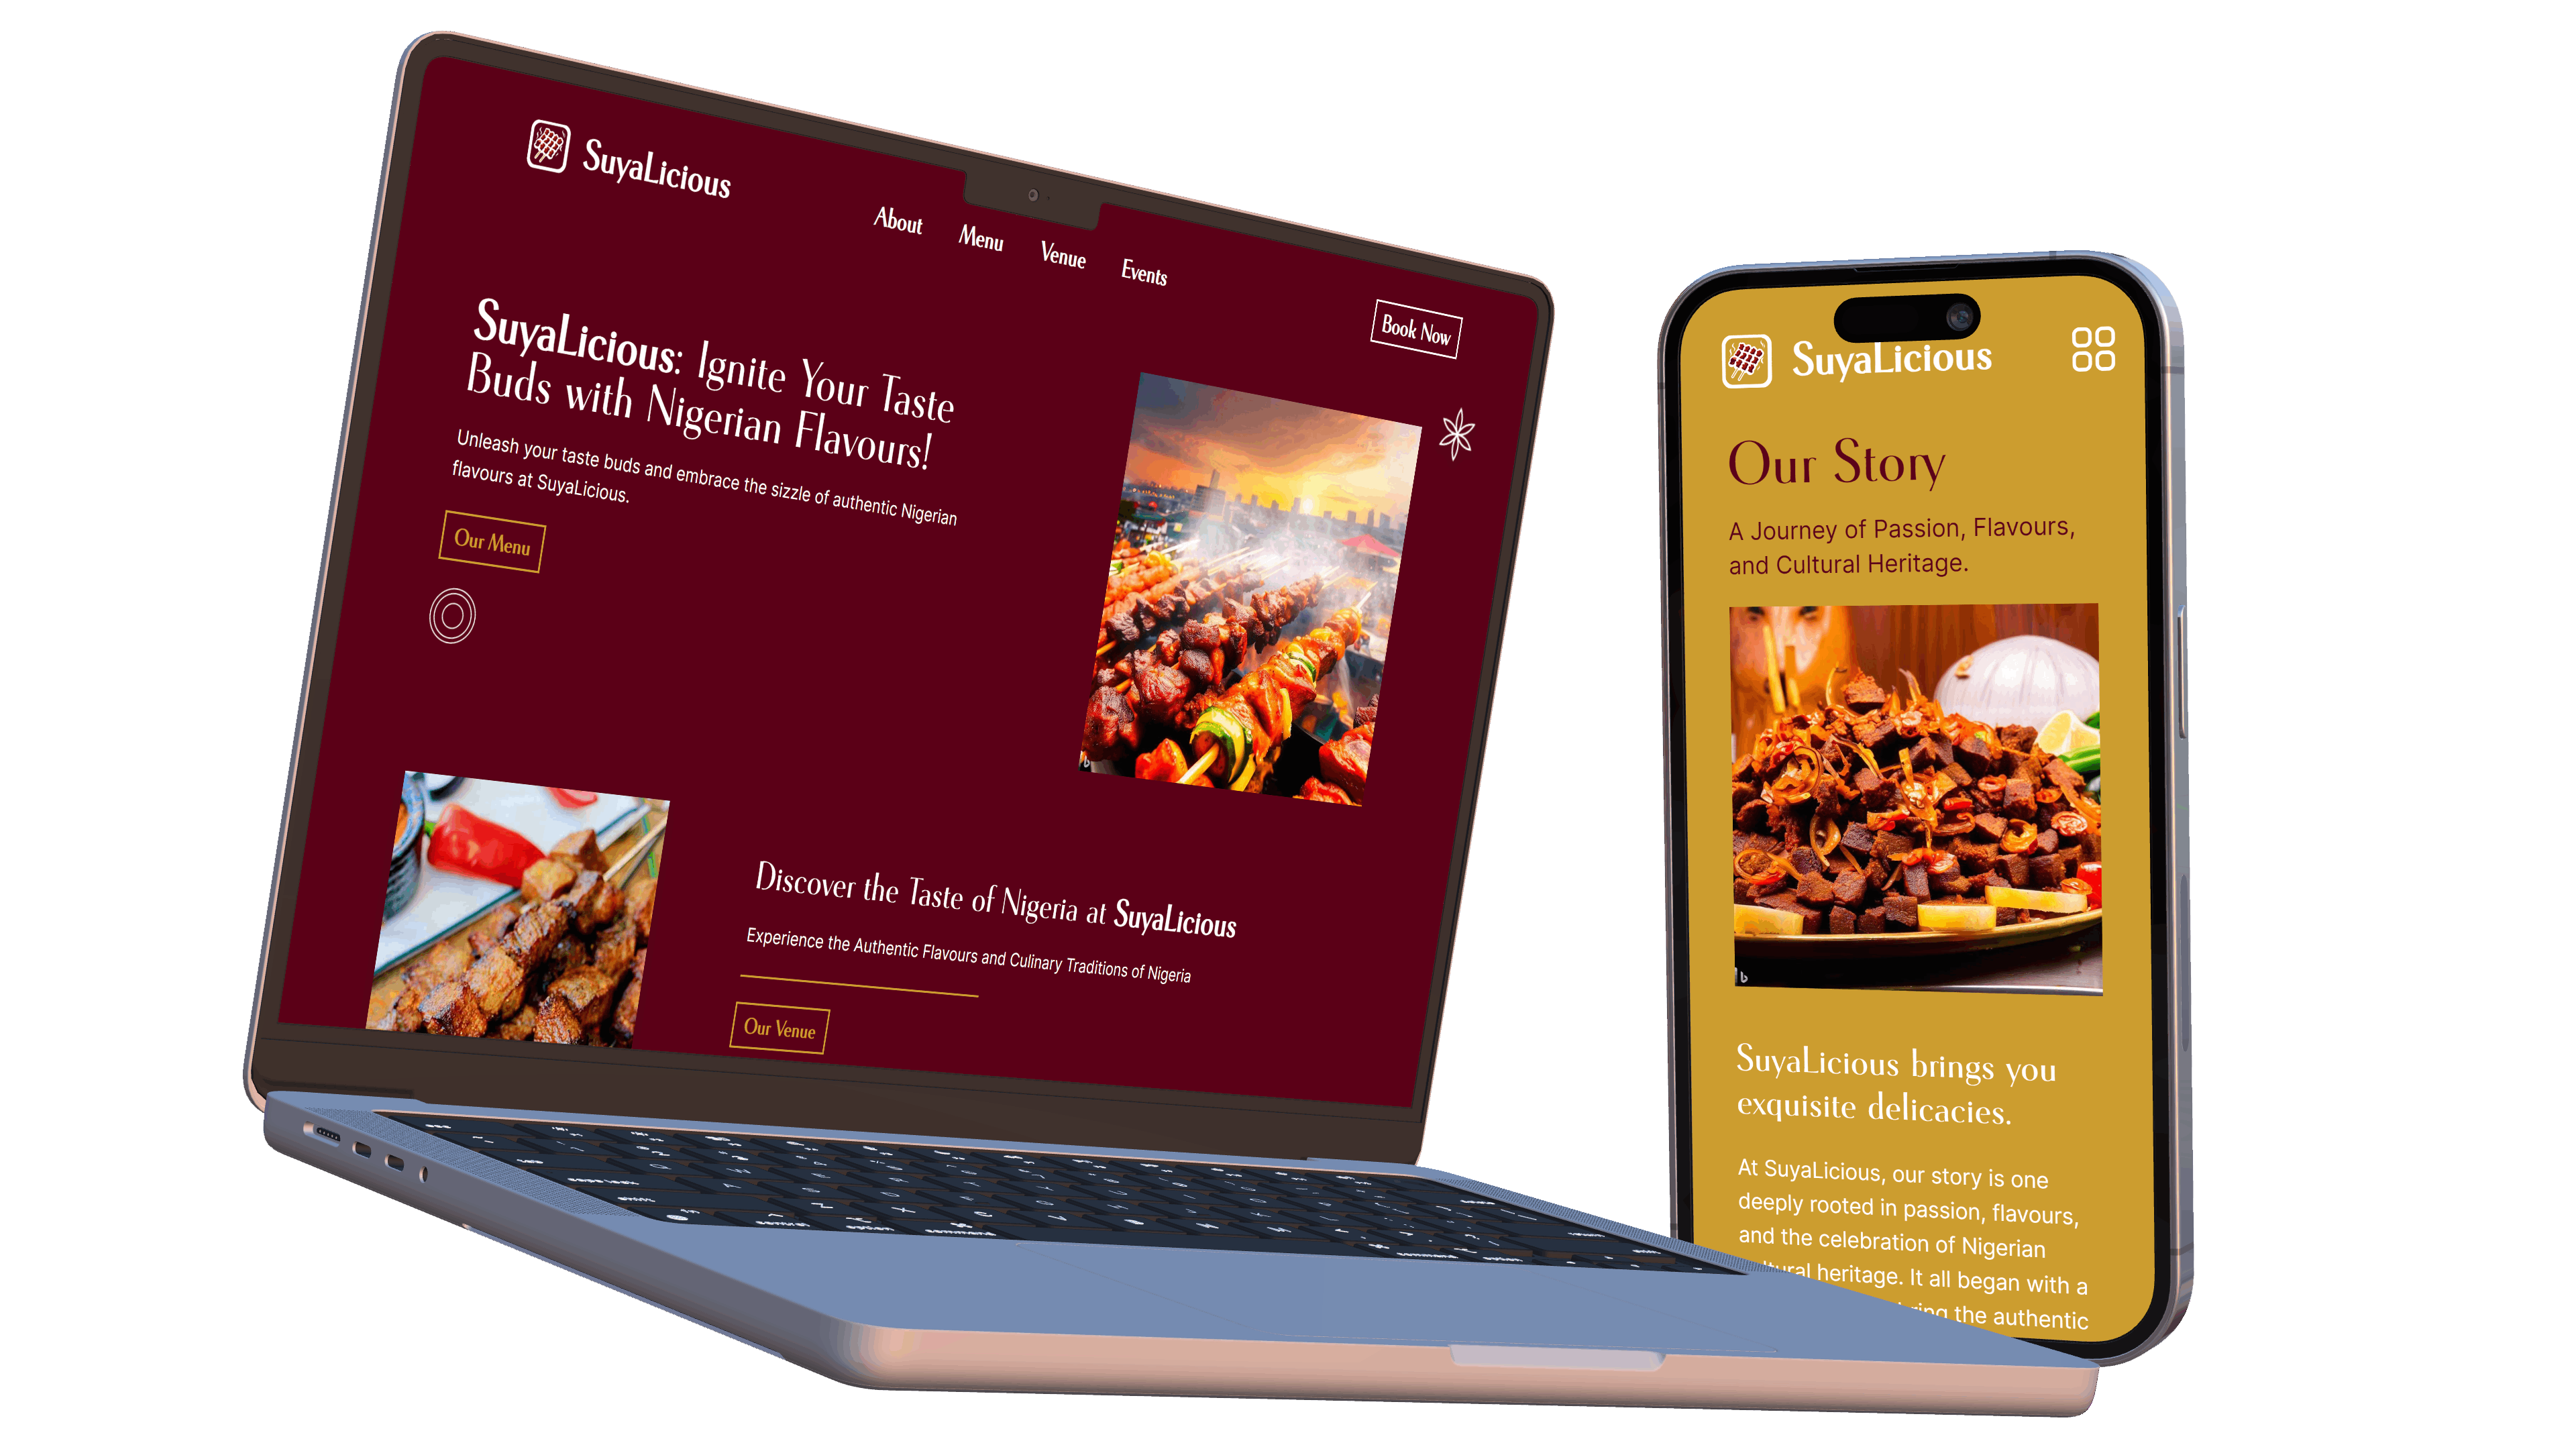 SuyaLicious
About Menu Venue Events
Book Now
SuyaLicious: Ignite Your Taste
Buds with Nigerian Flavours!
Unleash your taste buds and embrace the sizzle of authentic Nigerian
flavours at SuyaLicious.
Our Menu
Discover the Taste of Nigeria at SuyaLicious
Experience the Authentic Flavours and Culinary Traditions of Nigeria
Our Venue
SuyaLicious
Our Story
A Journey of Passion, Flavours,
and Cultural Heritage.
SuyaLicious brings you
exquisite delicacies.
At SuyaLicious, our story is one
deeply rooted in passion, flavours,
and the celebration of Nigerian
heritage. It all began with a
the authentic